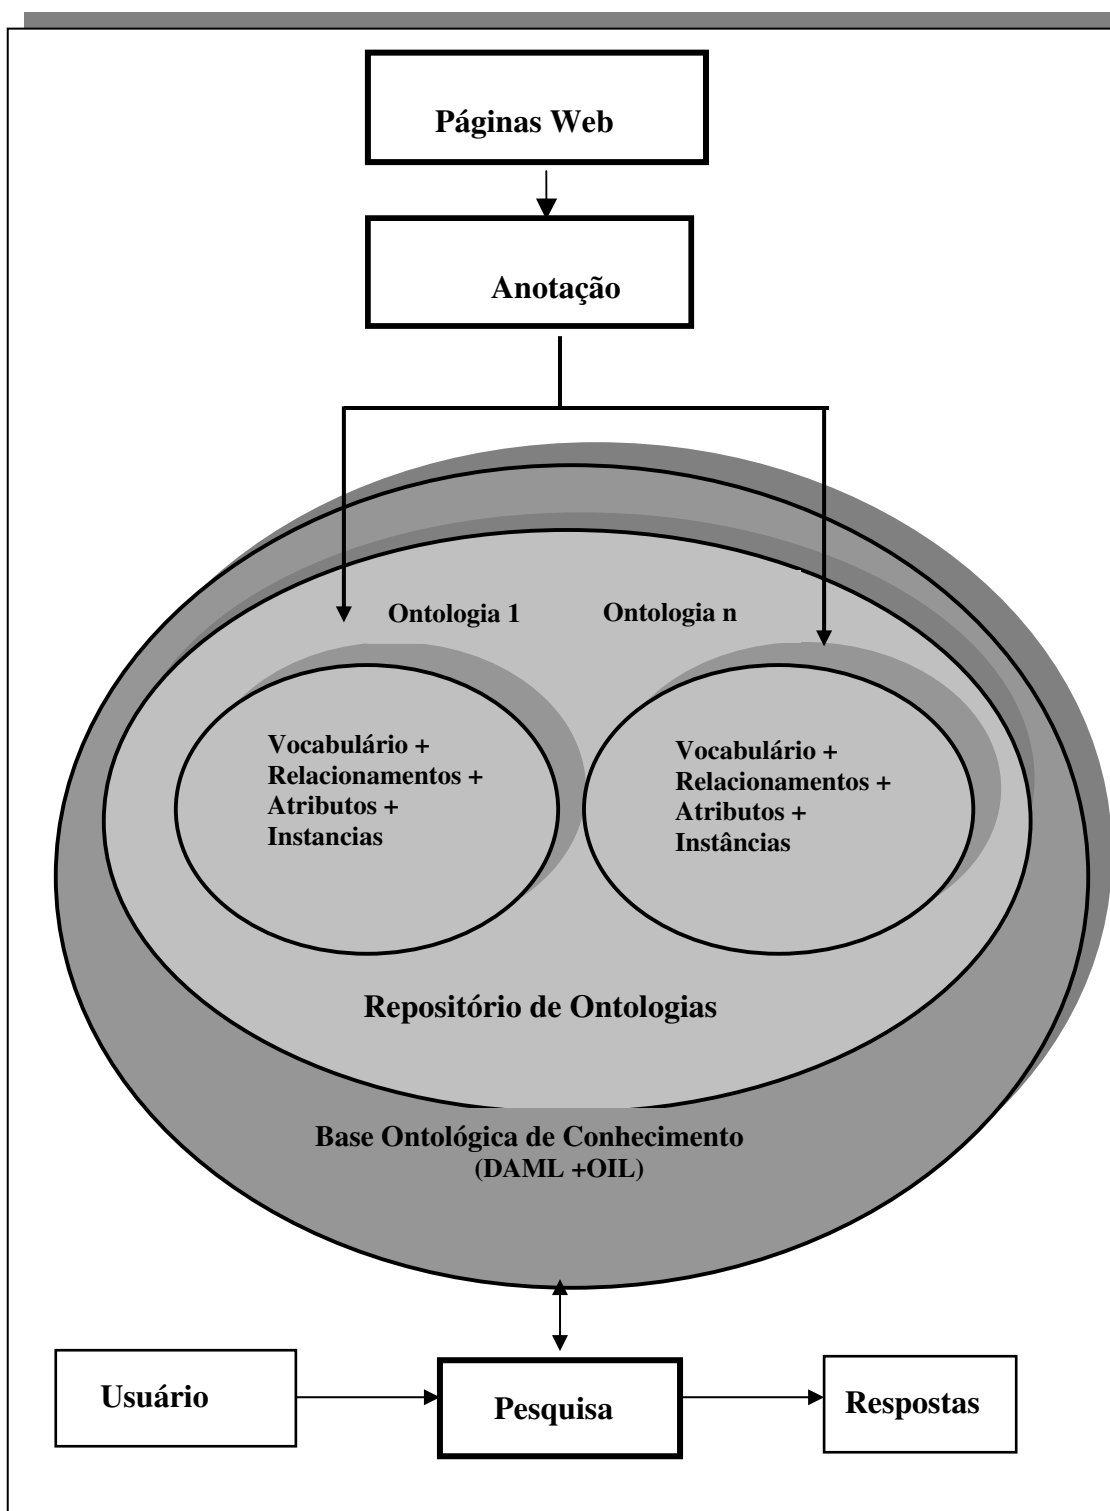 Páginas Web
Anotação
Ontologia 1
Ontologia n
Vocabulário +
Relacionamentos +
Atributos +
Instancias
Vocabulário +
Relacionamentos +
Atributos +
Instâncias
Repositório de Ontologias
Base Ontológica de Conhecimento
(DAML +OIL)
Usuário
Pesquisa
Respostas